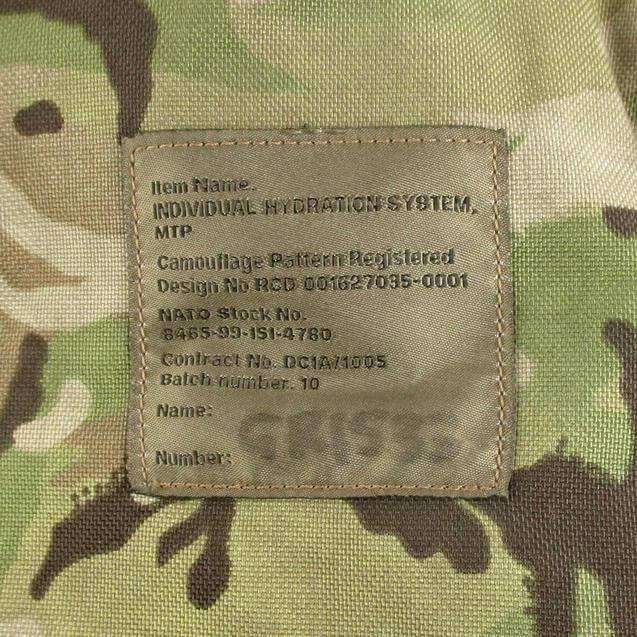 Item Name.
INDIVIDUAL HYDRATION SYSTEM,
MTP
Camouflage Pattern Registered
Design No RCD 001627035-0001
NATO Stock No.
8465-99-151-4780
Contract No. DC1A/1005
Batch number. 10
Name:
Number: